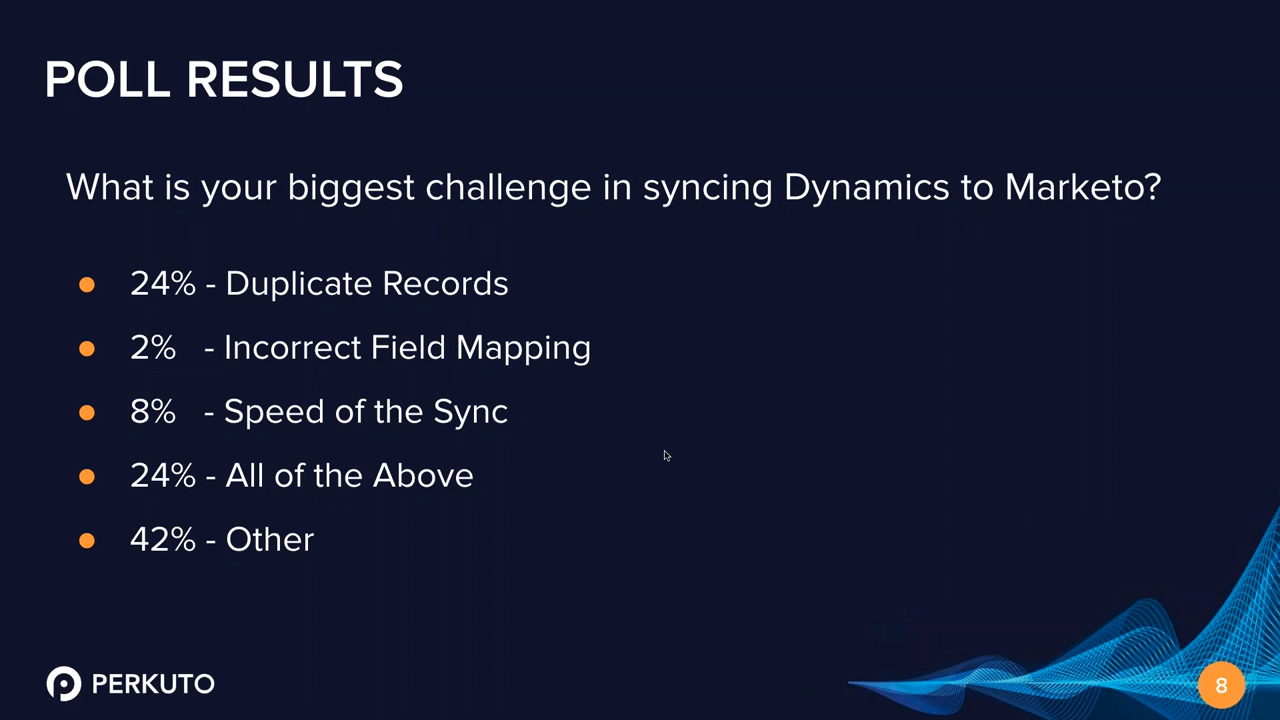 POLL RESULTS
What is your biggest challenge in syncing Dynamics to Marketo?
24% - Duplicate Records
2% - Incorrect Field Mapping
8% - Speed of the Sync
24% - All of the Above
42% - Other
PERKUTO
8